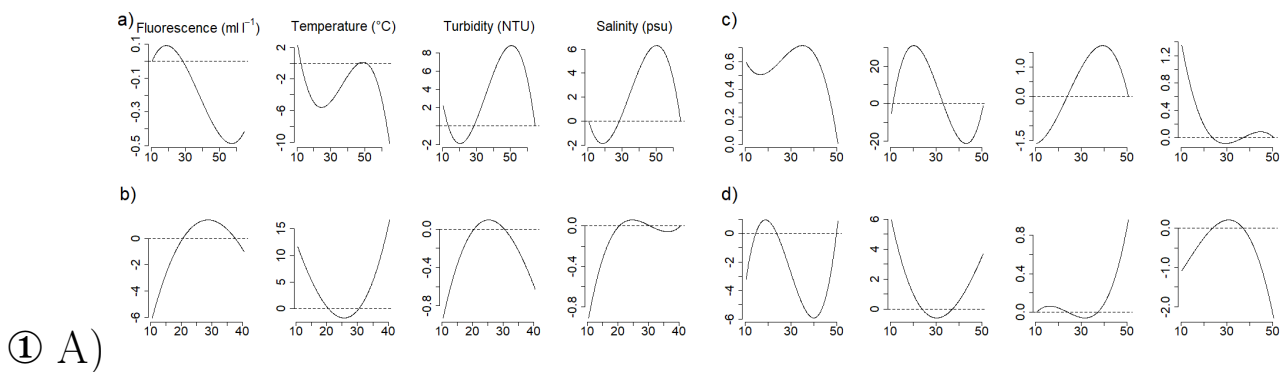 a) Fluorescence (ml l⁻¹) Temperature (°C) Turbidity (NTU) Salinity (psu) c)
0.1 -0.1 -0.3 -0.5
10 30 50
2 -2 -6 -10
10 30 50
8 6 4 2 -2
10 30 50
6 4 2 0 -2
10 30 50
0.6 0.4 0.2 0.0
10 20 30 40 50
20 0 -20
10 30 50
1.0 0.0 -1.5
10 30 50
1.2 0.8 0.4 0.0
10 20 30 40 50
b) d)
0 -2 -4 -6
10 20 30 40
15 10 5 0
10 20 30 40
0.0 -0.4 -0.8
10 20 30 40
0.0 -0.4 -0.8
10 20 30 40
0 -2 -4 -6
10 20 30 40 50
6 4 2 0
10 30 50
0.8 0.4 0.0
10 30 50
0.0 -1.0 -2.0
10 20 30 40 50
① A)